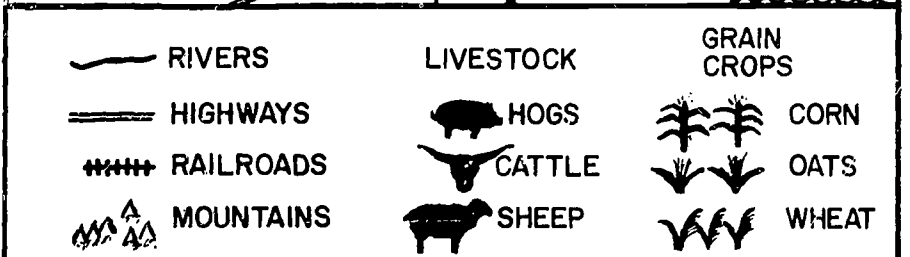 RIVERS
HIGHWAYS
RAILROADS
MOUNTAINS
LIVESTOCK
HOGS
CATTLE
SHEEP
GRAIN
CROPS
CORN
OATS
WHEAT